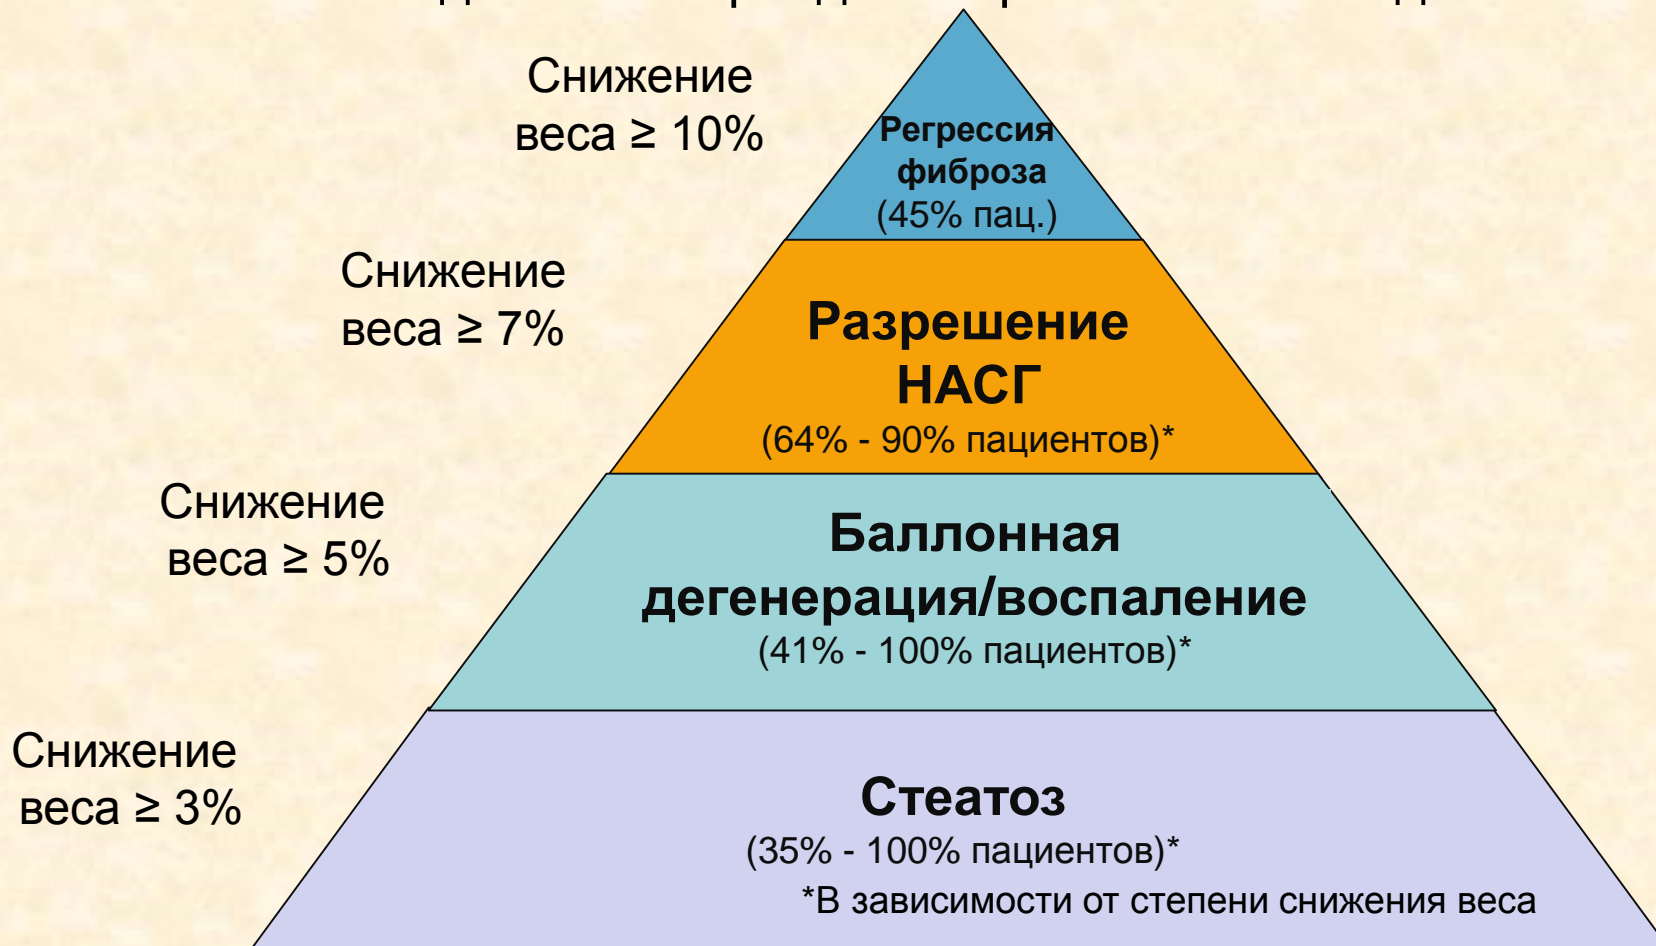 Снижение
веса ≥ 10%
Регрессия
фиброза
(45% пац.)
Снижение
веса ≥ 7%
Разрешение
НАСГ
(64% - 90% пациентов)*
Снижение
веса ≥ 5%
Баллонная
дегенерация/воспаление
(41% - 100% пациентов)*
Снижение
веса ≥ 3%
Стеатоз
(35% - 100% пациентов)*
*В зависимости от степени снижения веса